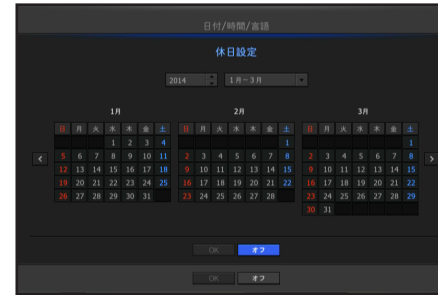 日付/時間/言語
休日設定
2014 1月~3月
1月 2月 3月
日 月 火 水 木 金 土 日 月 火 水 木 金 土 日 月 火 水 木 金 土
1 2 3 4 1 1
< 5 6 7 8 9 10 11 2 3 4 5 6 7 8 2 3 4 5 6 7 8 >
12 13 14 15 16 17 18 9 10 11 12 13 14 15 9 10 11 12 13 14 15
19 20 21 22 23 24 25 16 17 18 19 20 21 22 16 17 18 19 20 21 22
26 27 28 29 30 31 23 24 25 26 27 28 23 24 25 26 27 28 29
30 31
OK オフ
OK オフ